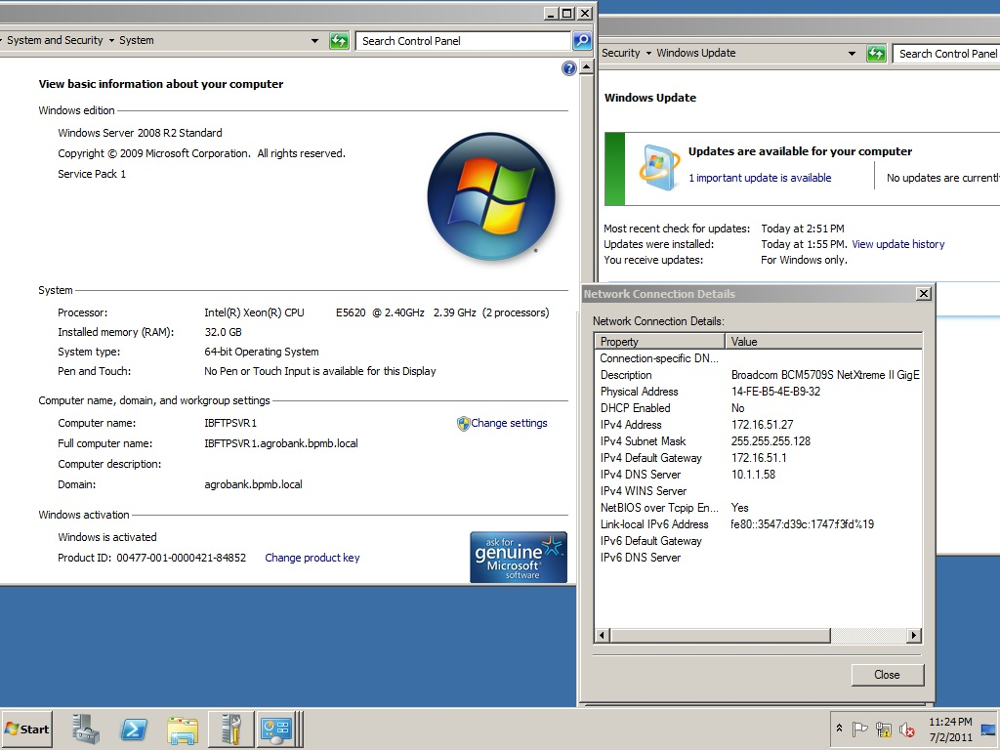 System and Security System
Search Control Panel
View basic information about your computer
Windows edition
Windows Server 2008 R2 Standard
Copyright © 2009 Microsoft Corporation. All rights reserved.
Service Pack 1
System
Processor: Intel(R) Xeon(R) CPU E5620 @ 2.40GHz 2.39 GHz (2 processors)
Installed memory (RAM): 32.0 GB
System type: 64-bit Operating System
Pen and Touch: No Pen or Touch Input is available for this Display
Computer name, domain, and workgroup settings
Computer name: IBFTPSVR1
Change settings
Full computer name: IBFTPSVR1.agrobank.bpmb.local
Computer description:
Domain: agrobank.bpmb.local
Windows activation
Windows is activated
Product ID: 00477-001-0000421-84852 Change product key
ask for
genuine
Microsoft®
software
Security Windows Update
Search Control Panel
Windows Update
Updates are available for your computer
1 important update is available
No updates are currentl
Most recent check for updates: Today at 2:51 PM
Updates were installed: Today at 1:55 PM. View update history
You receive updates: For Windows only.
Network Connection Details
Network Connection Details:
Property Value
Connection-specific DN...
Description Broadcom BCM5709S NetXtreme II GigE
Physical Address 14-FE-B5-4E-B9-32
DHCP Enabled No
IPv4 Address 172.16.51.27
IPv4 Subnet Mask 255.255.255.128
IPv4 Default Gateway 172.16.51.1
IPv4 DNS Server 10.1.1.58
IPv4 WINS Server
NetBIOS over Tcpip En... Yes
Link-local IPv6 Address fe80::3547:d39c:1747:f3fd%19
IPv6 Default Gateway
IPv6 DNS Server
Close
Start
11:24 PM
7/2/2011